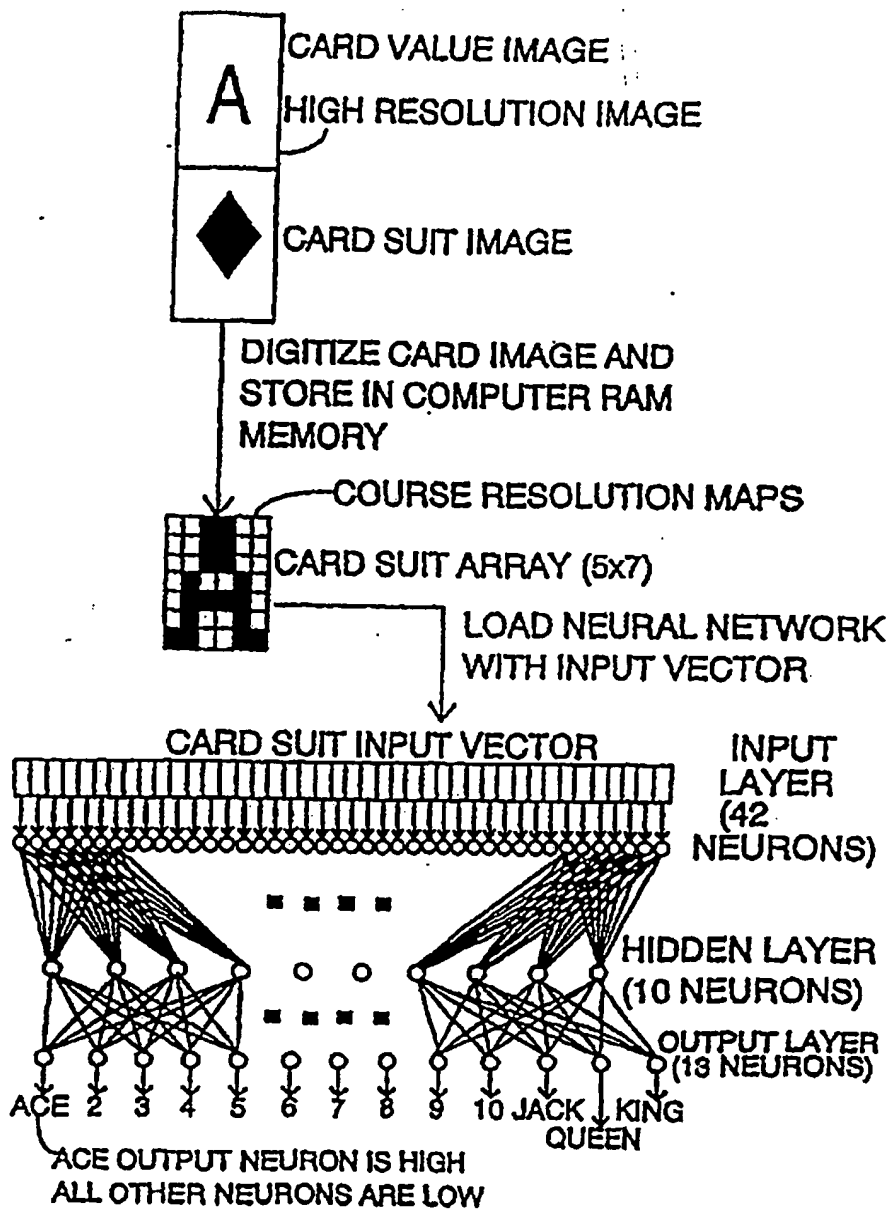 CARD VALUE IMAGE
A
HIGH RESOLUTION IMAGE
CARD SUIT IMAGE
DIGITIZE CARD IMAGE AND
STORE IN COMPUTER RAM
MEMORY
COURSE RESOLUTION MAPS
CARD SUIT ARRAY (5x7)
LOAD NEURAL NETWORK
WITH INPUT VECTOR
CARD SUIT INPUT VECTOR
INPUT
LAYER
(42
NEURONS)
HIDDEN LAYER
(10 NEURONS)
OUTPUT LAYER
(13 NEURONS)
ACE 2 3 4 5 6 7 8 9 10 JACK KING
QUEEN
ACE OUTPUT NEURON IS HIGH
ALL OTHER NEURONS ARE LOW